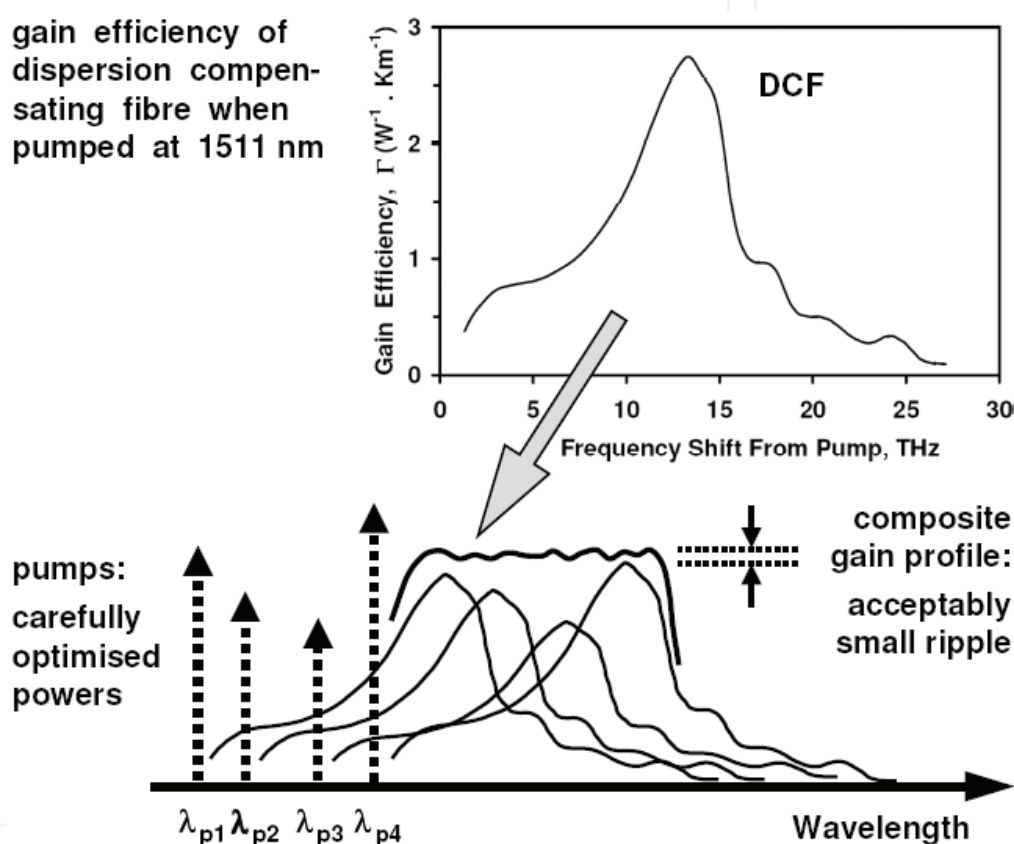 gain efficiency of
dispersion compen-
sating fibre when
pumped at 1511 nm
Gain Efficiency, Γ (W⁻¹ . Km⁻¹)
3
2
1
0
DCF
0 5 10 15 20 25 30
Frequency Shift From Pump, THz
pumps:
carefully
optimised
powers
composite
gain profile:
acceptably
small ripple
λp1 λp2 λp3 λp4
Wavelength